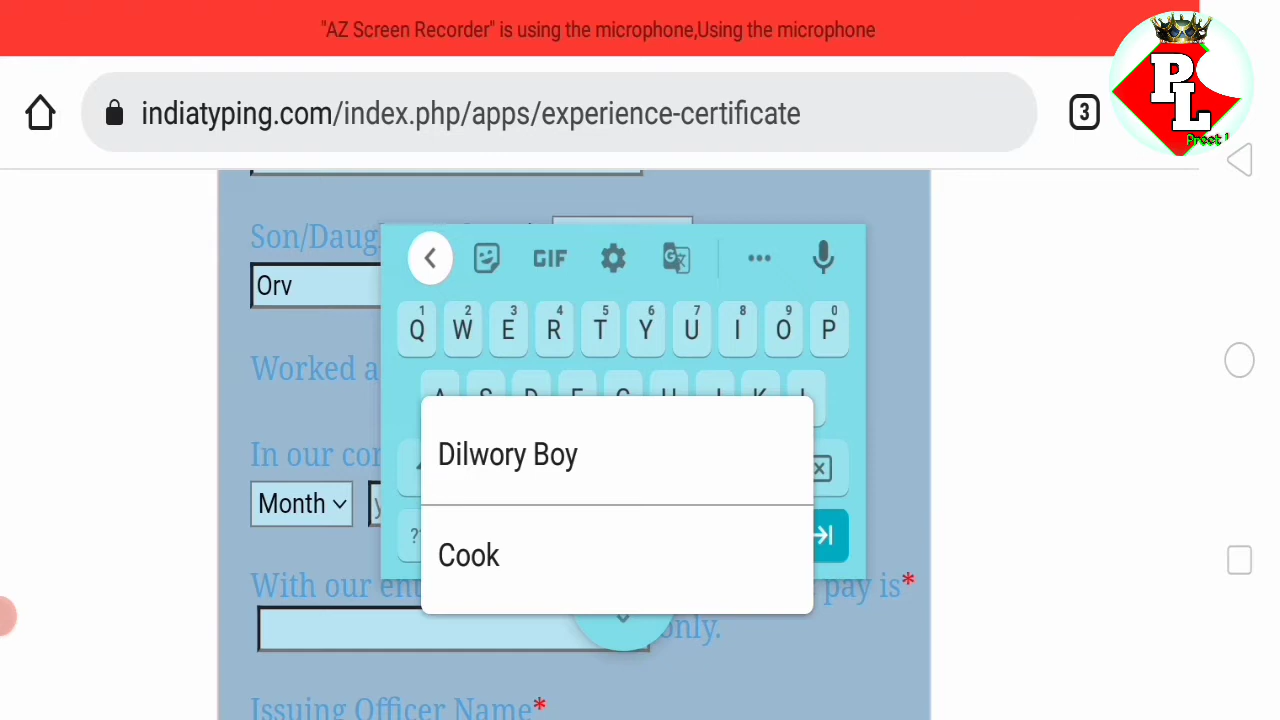 "AZ Screen Recorder" is using the microphone,Using the microphone
indiatyping.com/index.php/apps/experience-certificate
3
P
L
Preet
Son/Daug
Orv
GIF
1 2 3 4 5 6 7 8 9 0
Q W E R T Y U I O P
Worked a
Dilwory Boy
In our co
Month
Cook
With our en
pay is*
only.
Issuing Officer Name*